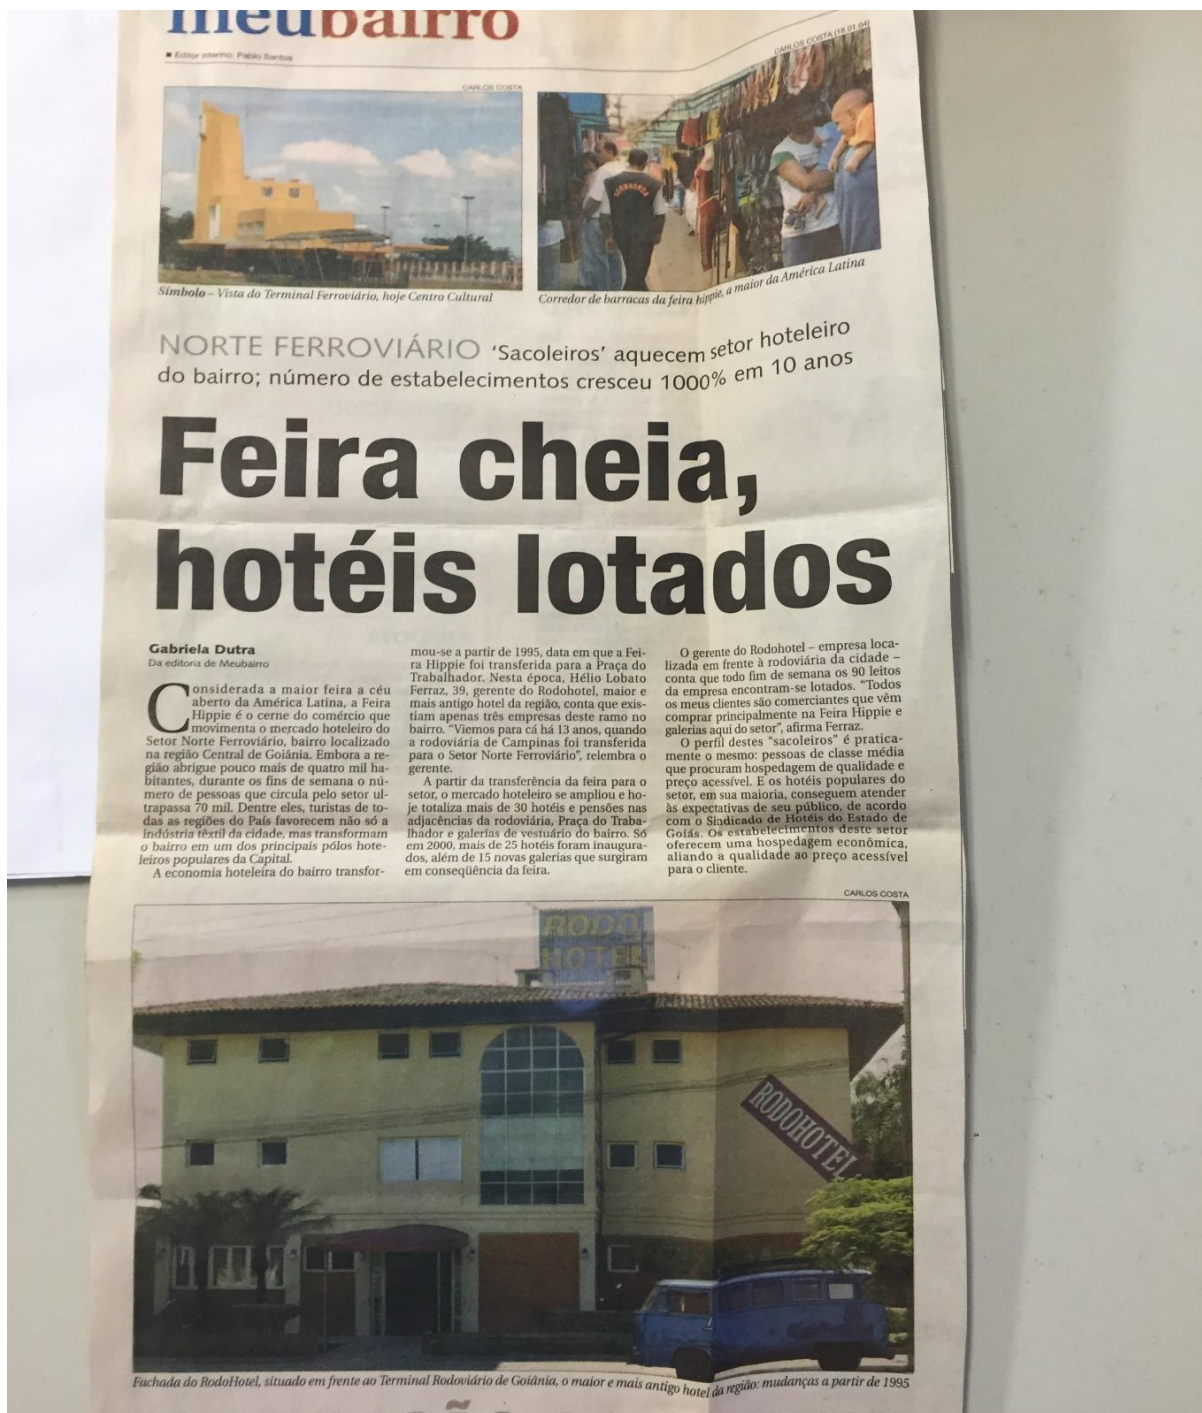 meubairro
■ Editor interino: Pablo Santos
CARLOS COSTA
CARLOS COSTA (18.01.04)
SEGURANÇA
Símbolo – Vista do Terminal Ferroviário, hoje Centro Cultural
Corredor de barracas da feira hippie, a maior da América Latina
NORTE FERROVIÁRIO 'Sacoleiros' aquecem setor hoteleiro
do bairro; número de estabelecimentos cresceu 1000% em 10 anos
Feira cheia,
hotéis lotados
Gabriela Dutra
Da editoria de Meubairro
Considerada a maior feira a céu
aberto da América Latina, a Feira
Hippie é o cerne do comércio que
movimenta o mercado hoteleiro do
Setor Norte Ferroviário, bairro localizado
na região Central de Goiânia. Embora a re-
gião abrigue pouco mais de quatro mil ha-
bitantes, durante os fins de semana o nú-
mero de pessoas que circula pelo setor ul-
trapassa 70 mil. Dentre eles, turistas de to-
das as regiões do País favorecem não só a
indústria têxtil da cidade, mas transformam
o bairro em um dos principais pólos hote-
leiros populares da Capital.
A economia hoteleira do bairro transfor-
mou-se a partir de 1995, data em que a Fei-
ra Hippie foi transferida para a Praça do
Trabalhador. Nesta época, Hélio Lobato
Ferraz, 39, gerente do Rodohotel, maior e
mais antigo hotel da região, conta que exis-
tiam apenas três empresas deste ramo no
bairro. "Viemos para cá há 13 anos, quando
a rodoviária de Campinas foi transferida
para o Setor Norte Ferroviário", relembra o
gerente.
A partir da transferência da feira para o
setor, o mercado hoteleiro se ampliou e ho-
je totaliza mais de 30 hotéis e pensões nas
adjacências da rodoviária, Praça do Traba-
lhador e galerias de vestuário do bairro. Só
em 2000, mais de 25 hotéis foram inaugura-
dos, além de 15 novas galerias que surgiram
em conseqüência da feira.
O gerente do Rodohotel – empresa loca-
lizada em frente à rodoviária da cidade –
conta que todo fim de semana os 90 leitos
da empresa encontram-se lotados. "Todos
os meus clientes são comerciantes que vêm
comprar principalmente na Feira Hippie e
galerias aqui do setor", afirma Ferraz.
O perfil destes "sacoleiros" é pratica-
mente o mesmo: pessoas de classe média
que procuram hospedagem de qualidade e
preço acessível. E os hotéis populares do
setor, em sua maioria, conseguem atender
às expectativas de seu público, de acordo
com o Sindicado de Hotéis do Estado de
Goiás. Os estabelecimentos deste setor
oferecem uma hospedagem econômica,
aliando a qualidade ao preço acessível
para o cliente.
CARLOS COSTA
RODO
HOTEL
RODOHOTEL
Fachada do RodoHotel, situado em frente ao Terminal Rodoviário de Goiânia, o maior e mais antigo hotel da região: mudanças a partir de 1995